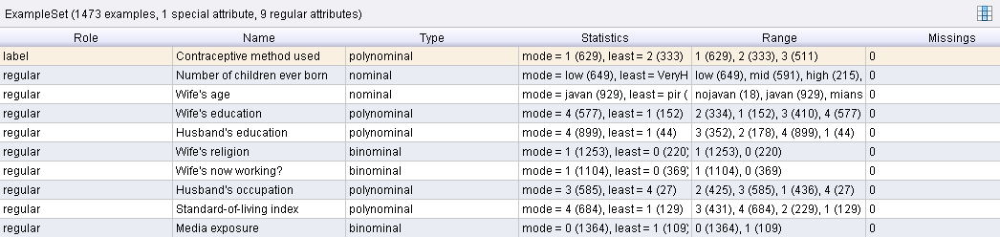 ExampleSet (1473 examples, 1 special attribute, 9 regular attributes)
Role Name Type Statistics Range Missings
label Contraceptive method used polynominal mode = 1 (629), least = 2 (333) 1 (629), 2 (333), 3 (511) 0
regular Number of children ever born nominal mode = low (649), least = VeryH low (649), mid (591), high (215), 0
regular Wife's age nominal mode = javan (929), least = pir ( nojavan (18), javan (929), mians 0
regular Wife's education polynominal mode = 4 (577), least = 1 (152) 2 (334), 1 (152), 3 (410), 4 (577) 0
regular Husband's education polynominal mode = 4 (899), least = 1 (44) 3 (352), 2 (178), 4 (899), 1 (44) 0
regular Wife's religion binominal mode = 1 (1253), least = 0 (220) 1 (1253), 0 (220) 0
regular Wife's now working? binominal mode = 1 (1104), least = 0 (369) 1 (1104), 0 (369) 0
regular Husband's occupation polynominal mode = 3 (585), least = 4 (27) 2 (425), 3 (585), 1 (436), 4 (27) 0
regular Standard-of-living index polynominal mode = 4 (684), least = 1 (129) 3 (431), 4 (684), 2 (229), 1 (129) 0
regular Media exposure binominal mode = 0 (1364), least = 1 (109) 0 (1364), 1 (109) 0